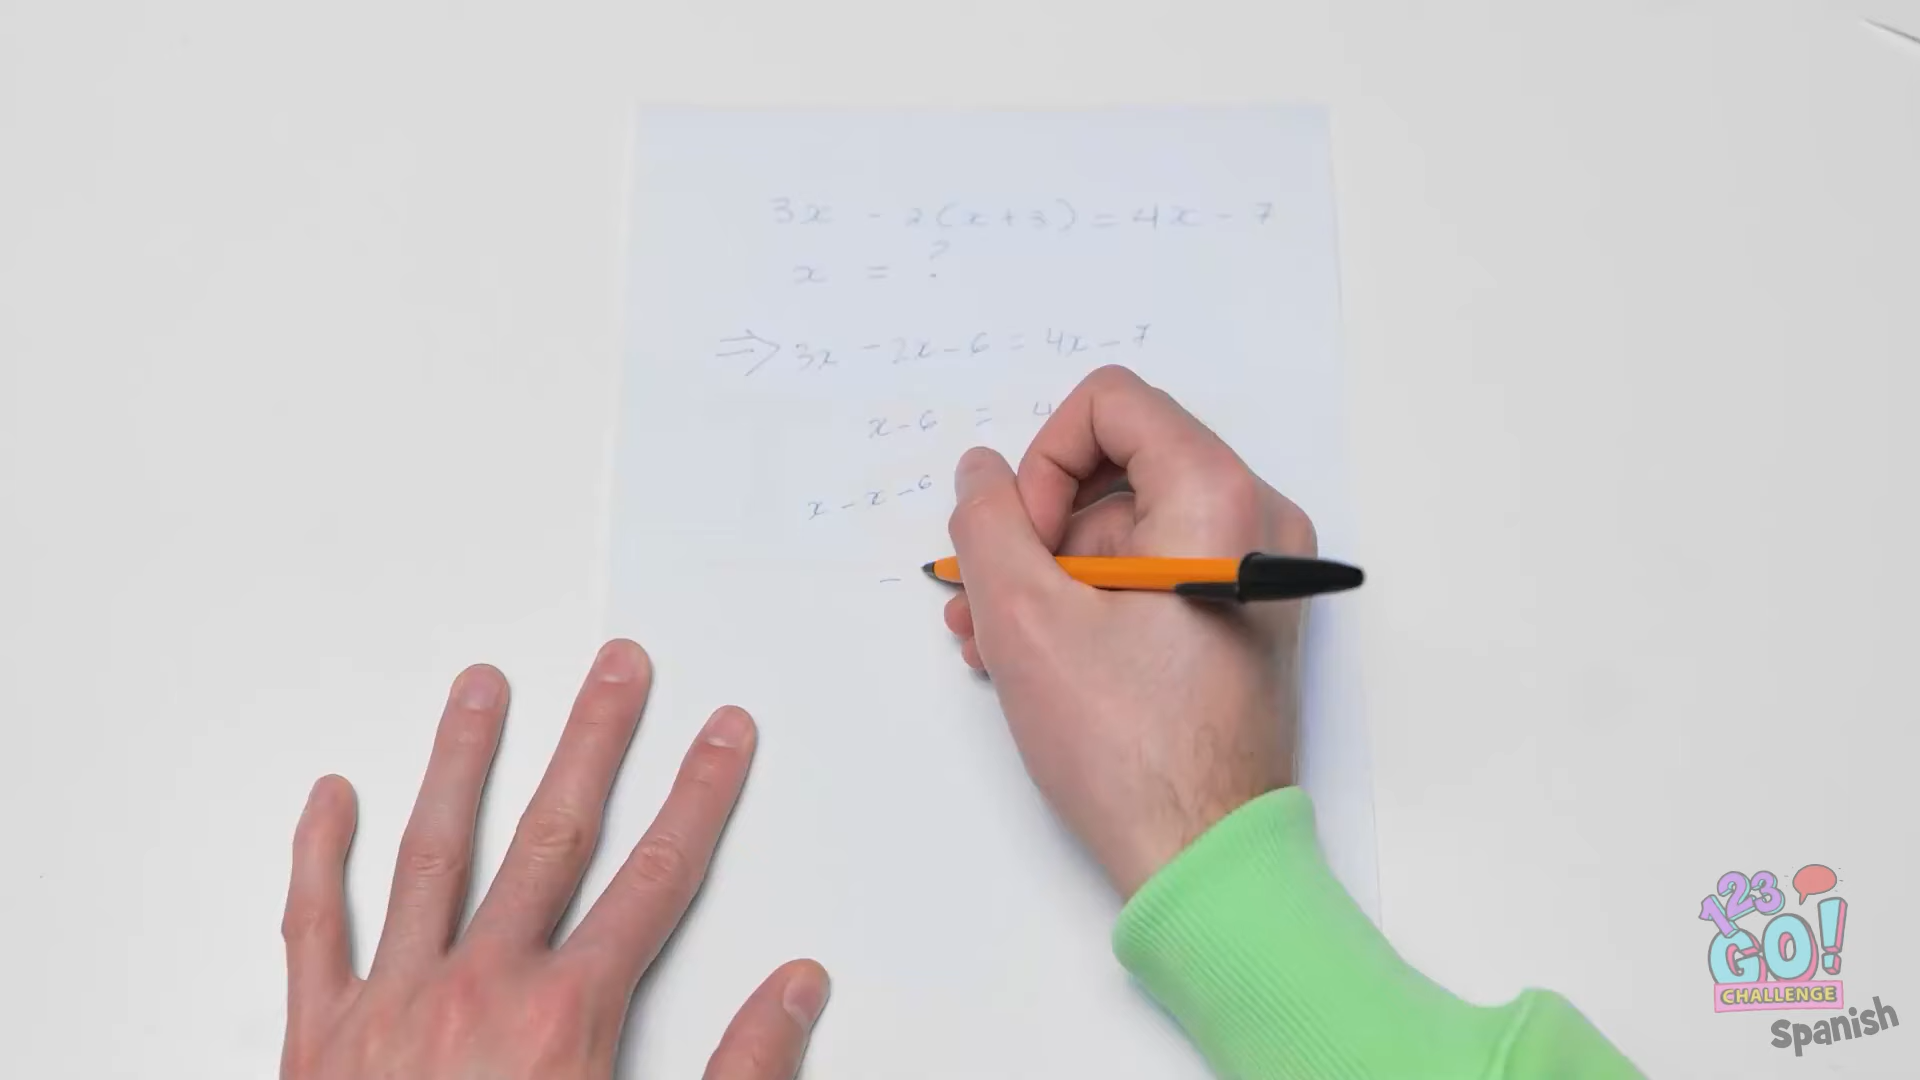 3x - 2(x+3) = 4x - 7
x = ?
⇒ 3x - 2x - 6 = 4x - 7
x - 6 = 4
x - x - 6
-
123 GO!
CHALLENGE
Spanish